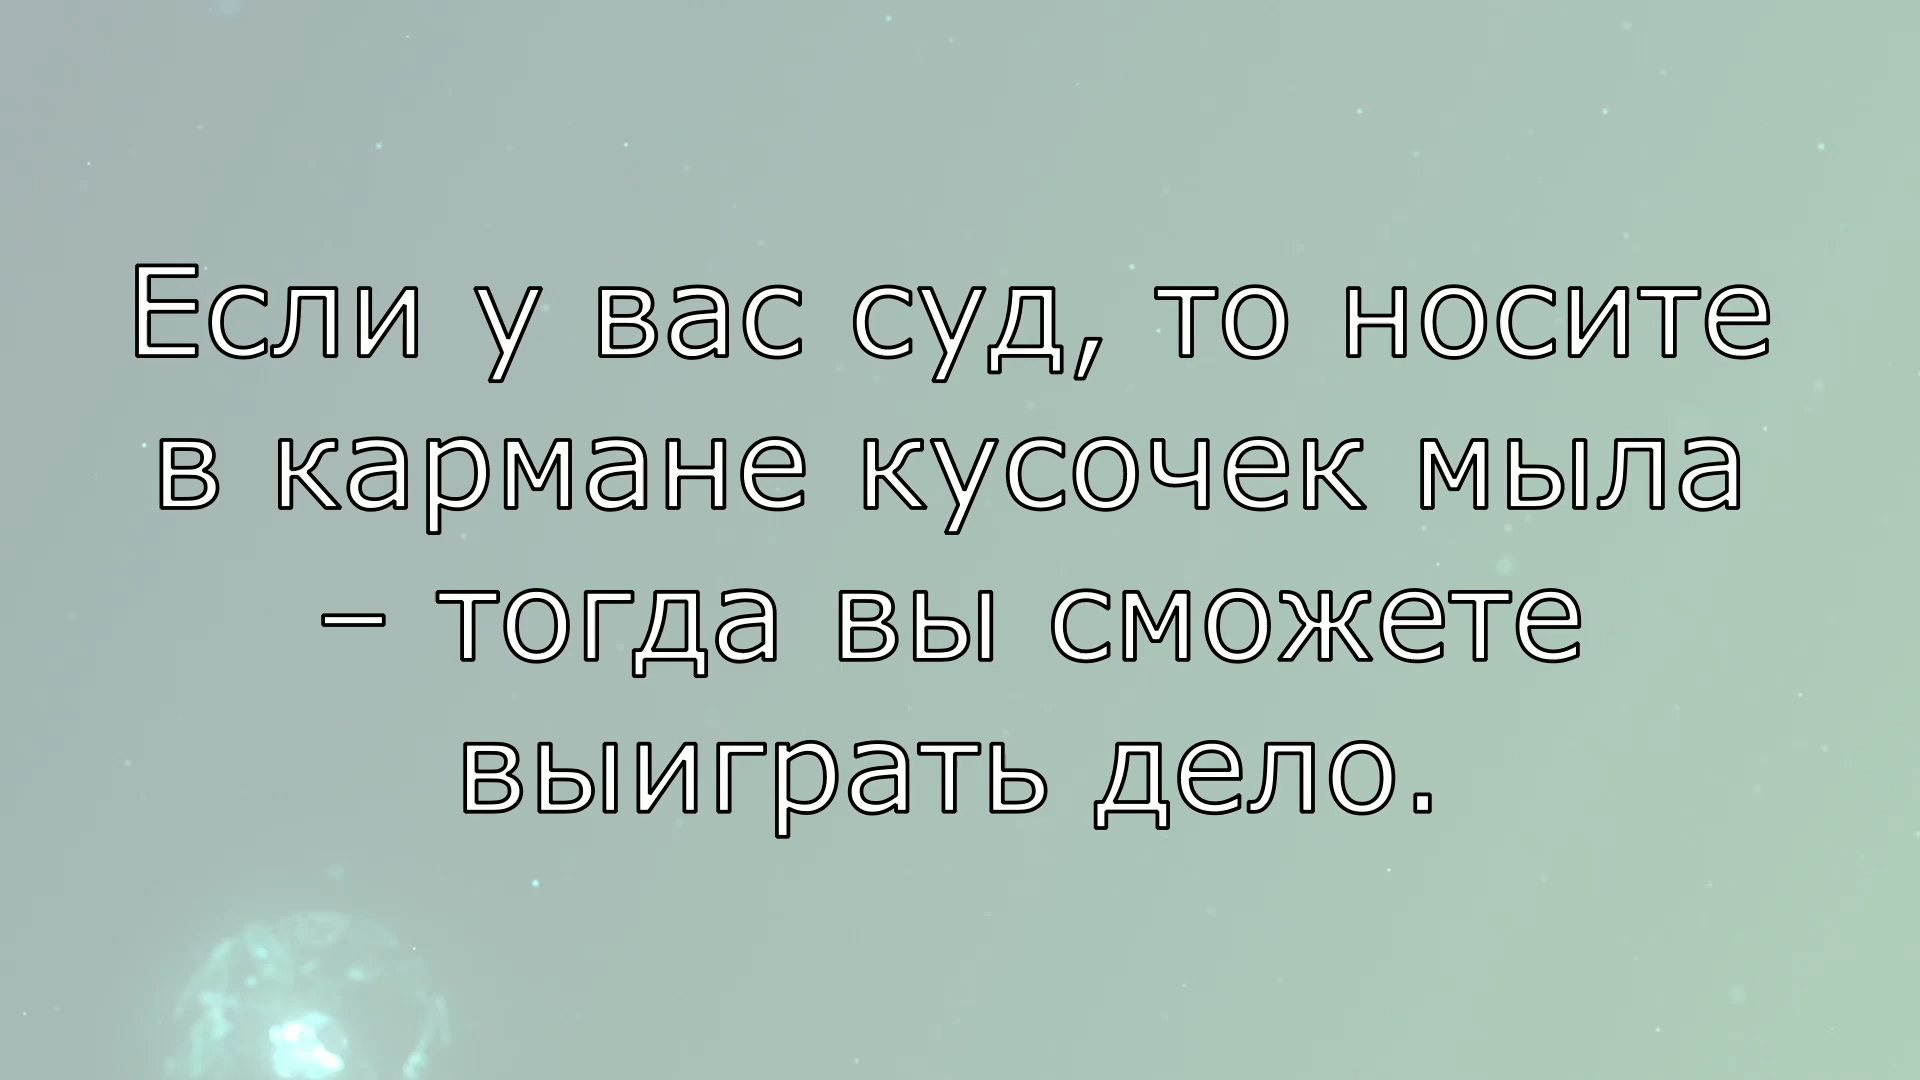 Если у вас суд, то носите
в кармане кусочек мыла
– тогда вы сможете
выиграть дело.